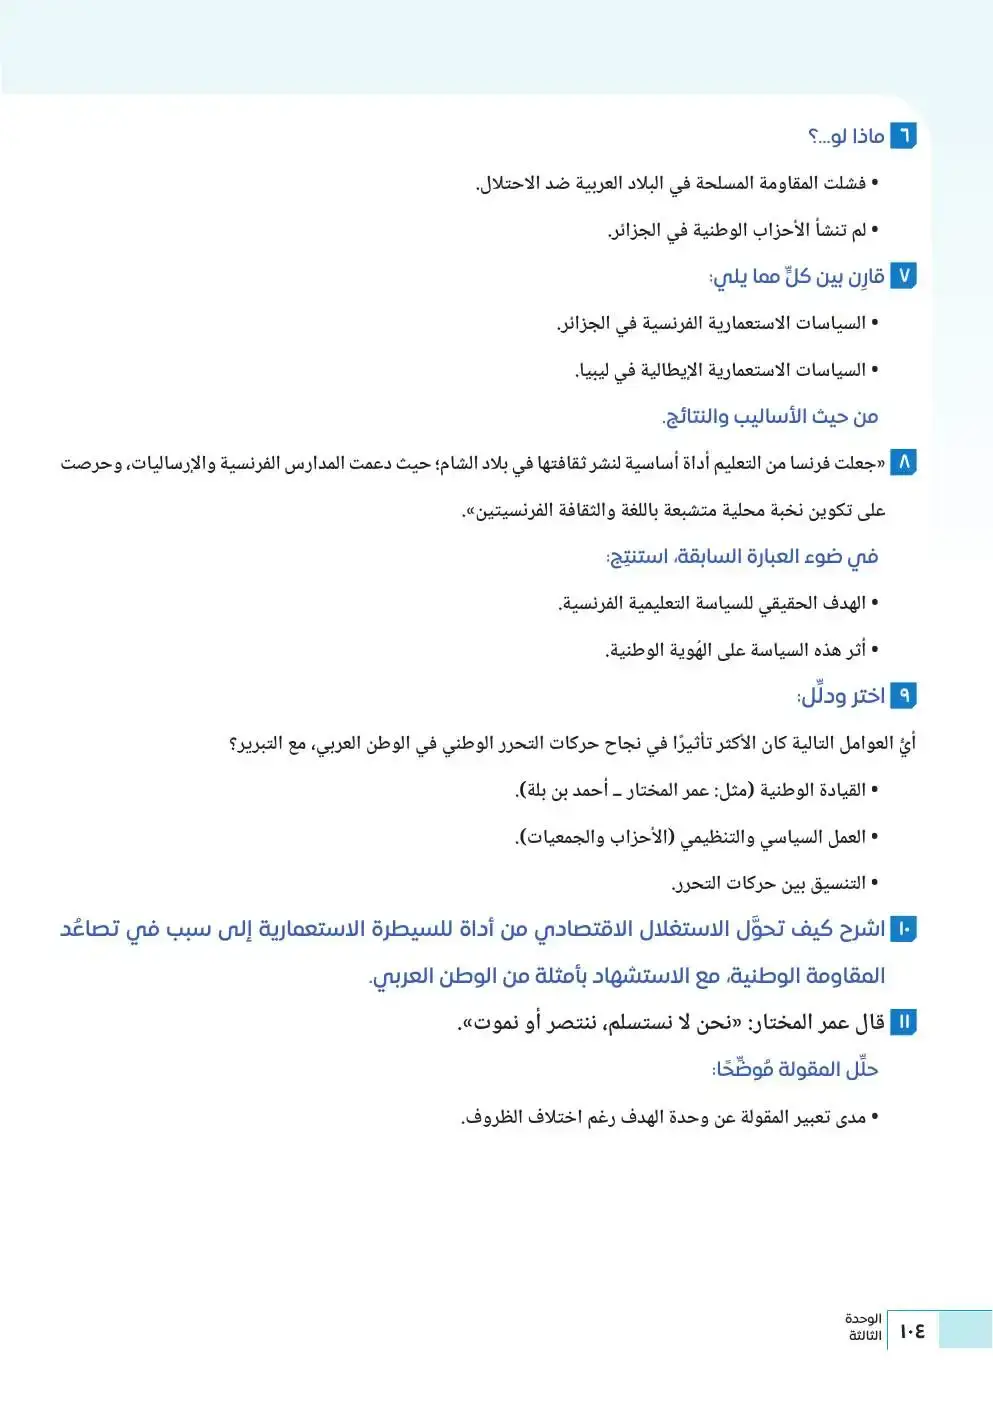 ٦ ماذا لو...؟
• فشلت المقاومة المسلحة في البلاد العربية ضد الاحتلال.
• لم تنشأ الأحزاب الوطنية في الجزائر.
٧ قارِن بين كلٍّ مما يلي:
• السياسات الاستعمارية الفرنسية في الجزائر.
• السياسات الاستعمارية الإيطالية في ليبيا.
من حيث الأساليب والنتائج.
٨ «جعلت فرنسا من التعليم أداة أساسية لنشر ثقافتها في بلاد الشام؛ حيث دعمت المدارس الفرنسية والإرساليات، وحرصت
على تكوين نخبة محلية متشبعة باللغة والثقافة الفرنسيتين».
في ضوء العبارة السابقة، استنتِج:
• الهدف الحقيقي للسياسة التعليمية الفرنسية.
• أثر هذه السياسة على الهُوية الوطنية.
٩ اختر ودلِّل:
أيُّ العوامل التالية كان الأكثر تأثيرًا في نجاح حركات التحرر الوطني في الوطن العربي، مع التبرير؟
• القيادة الوطنية (مثل: عمر المختار – أحمد بن بلة).
• العمل السياسي والتنظيمي (الأحزاب والجمعيات).
• التنسيق بين حركات التحرر.
١٠ اشرح كيف تحوَّل الاستغلال الاقتصادي من أداة للسيطرة الاستعمارية إلى سبب في تصاعُد
المقاومة الوطنية، مع الاستشهاد بأمثلة من الوطن العربي.
١١ قال عمر المختار: «نحن لا نستسلم، ننتصر أو نموت».
حلِّل المقولة مُوضِّحًا:
• مدى تعبير المقولة عن وحدة الهدف رغم اختلاف الظروف.
١٠٤ الوحدة
الثالثة